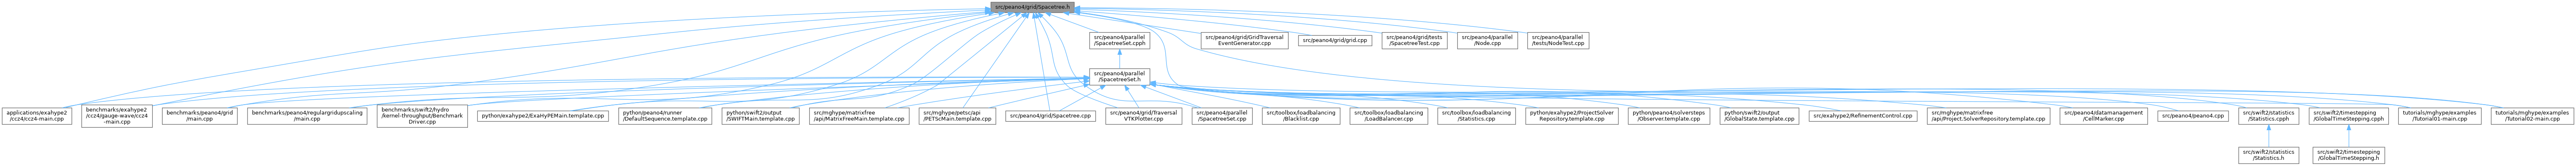 src/peano4/grid/Spacetree.h
src/peano4/parallel
/SpacetreeSet.cpph
src/peano4/grid/GridTraversal
EventGenerator.cpp
src/peano4/grid/grid.cpp
src/peano4/grid/tests
/SpacetreeTest.cpp
src/peano4/parallel
/Node.cpp
src/peano4/parallel
/tests/NodeTest.cpp
src/peano4/parallel
/SpacetreeSet.h
applications/exahype2
/ccz4/ccz4-main.cpp
benchmarks/exahype2
/ccz4/gauge-wave/ccz4
-main.cpp
benchmarks/peano4/grid
/main.cpp
benchmarks/peano4/regulargridupscaling
/main.cpp
benchmarks/swift2/hydro
/kernel-throughput/Benchmark
Driver.cpp
python/exahype2/ExaHyPEMain.template.cpp
python/peano4/runner
/DefaultSequence.template.cpp
python/swift2/output
/SWIFTMain.template.cpp
src/mghype/matrixfree
/api/MatrixFreeMain.template.cpp
src/mghype/petsc/api
/PETScMain.template.cpp
src/peano4/grid/Spacetree.cpp
src/peano4/grid/Traversal
VTKPlotter.cpp
src/peano4/parallel
/SpacetreeSet.cpp
src/toolbox/loadbalancing
/Blacklist.cpp
src/toolbox/loadbalancing
/LoadBalancer.cpp
src/toolbox/loadbalancing
/Statistics.cpp
python/exahype2/ProjectSolver
Repository.template.cpp
python/peano4/solversteps
/Observer.template.cpp
python/swift2/output
/GlobalState.template.cpp
src/exahype2/RefinementControl.cpp
src/mghype/matrixfree
/api/Project.SolverRepository.template.cpp
src/peano4/datamanagement
/CellMarker.cpp
src/peano4/peano4.cpp
src/swift2/statistics
/Statistics.cpph
src/swift2/timestepping
/GlobalTimeStepping.cpph
tutorials/mghype/examples
/Tutorial01-main.cpp
tutorials/mghype/examples
/Tutorial02-main.cpp
src/swift2/statistics
/Statistics.h
src/swift2/timestepping
/GlobalTimeStepping.h